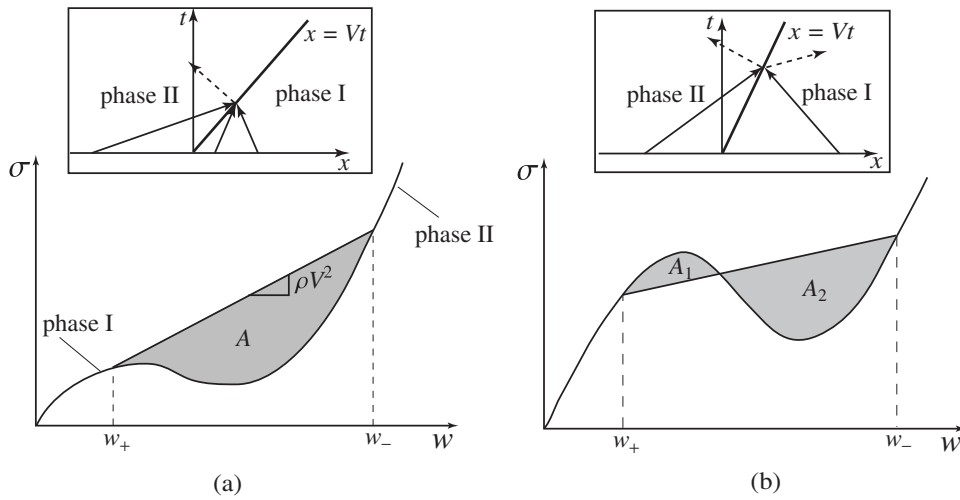 t
x = Vt
phase II
phase I
x
σ
phase II
ρV²
phase I
A
w₊
w₋
w
(a)
t
x = Vt
phase II
phase I
x
σ
A₁
A₂
w₊
w₋
w
(b)